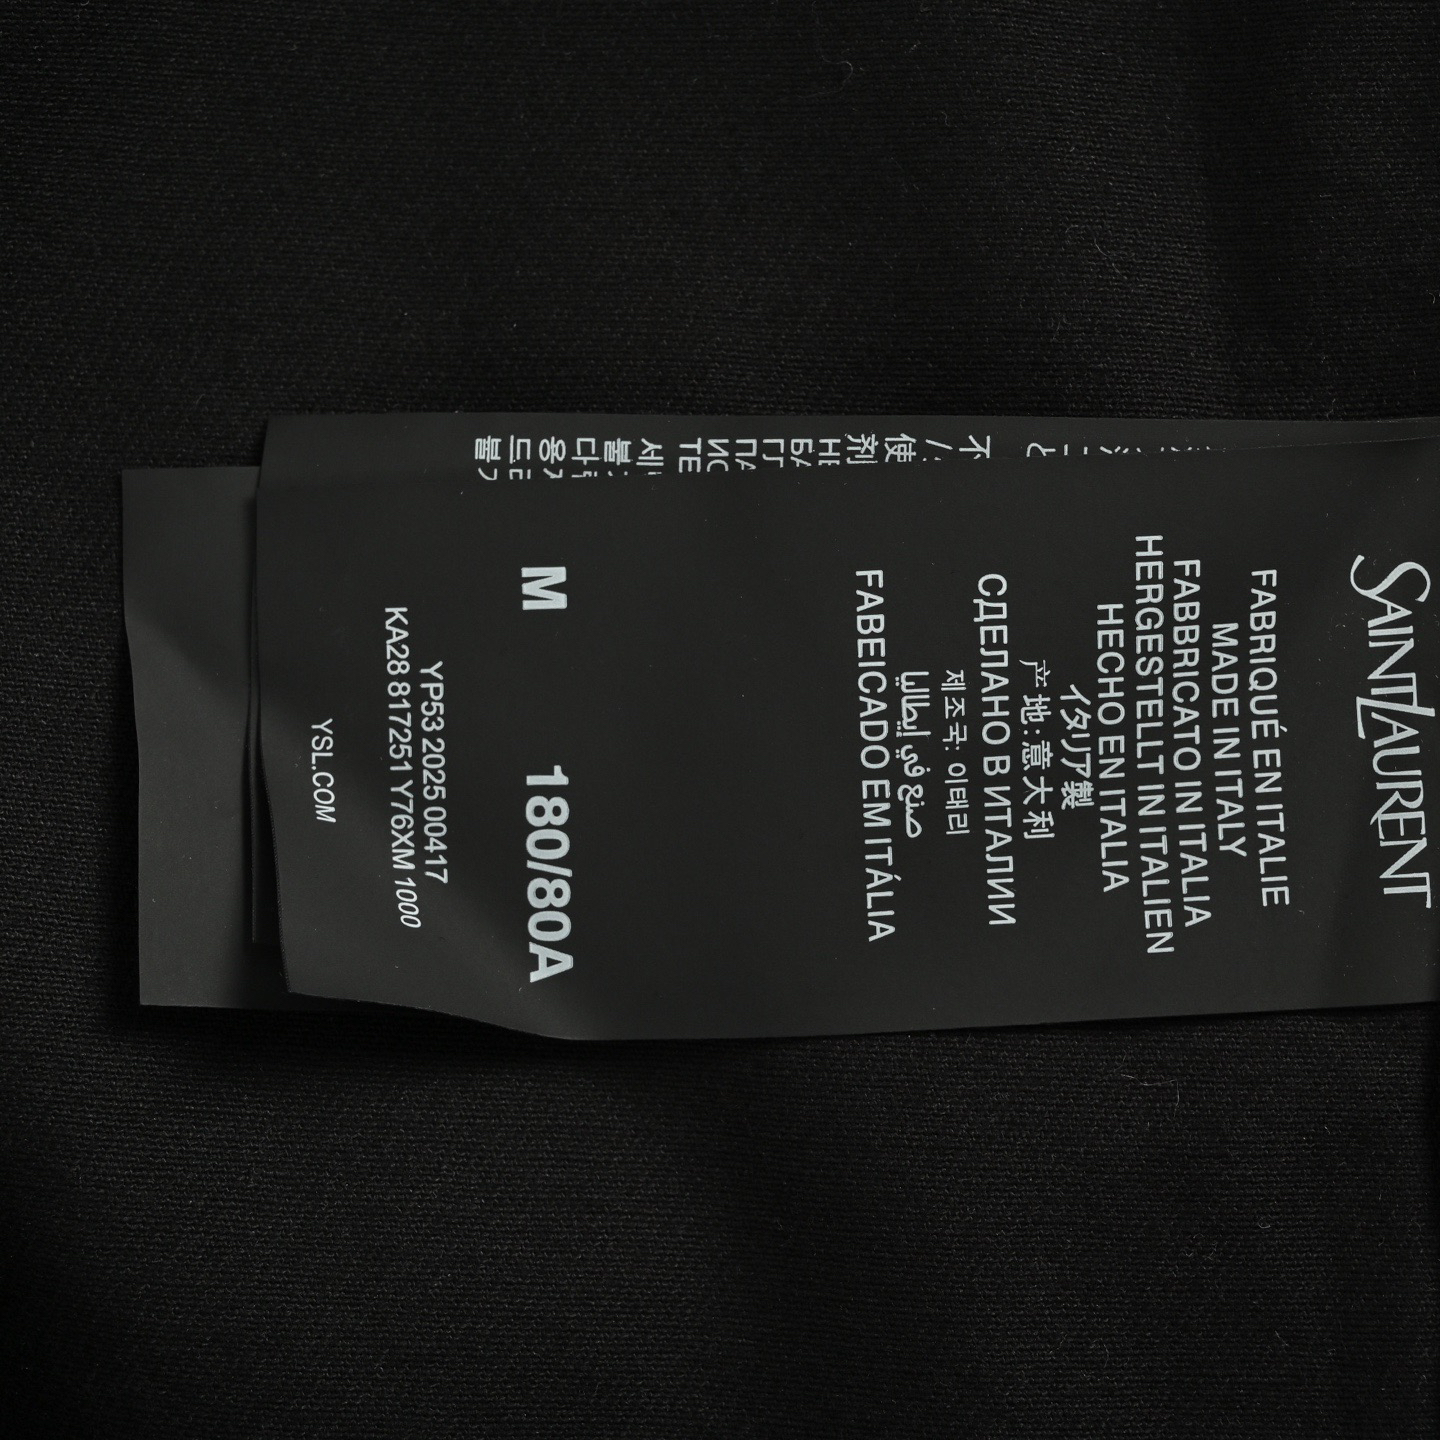 SAINT LAURENT
FABRIQUÉ EN ITALIE
MADE IN ITALY
FABBRICATO IN ITALIA
HERGESTELLT IN ITALIEN
HECHO EN ITALIA
イタリア製
产 地:意大利
СДЕЛАНО В ИТАЛИИ
제 조 국: 이태리
صنع في إيطاليا
FABEICADO EM ITÁLIA
M 180/80A
YP53 2025 00417
KA28 817251 Y76XM 1000
YSL.COM